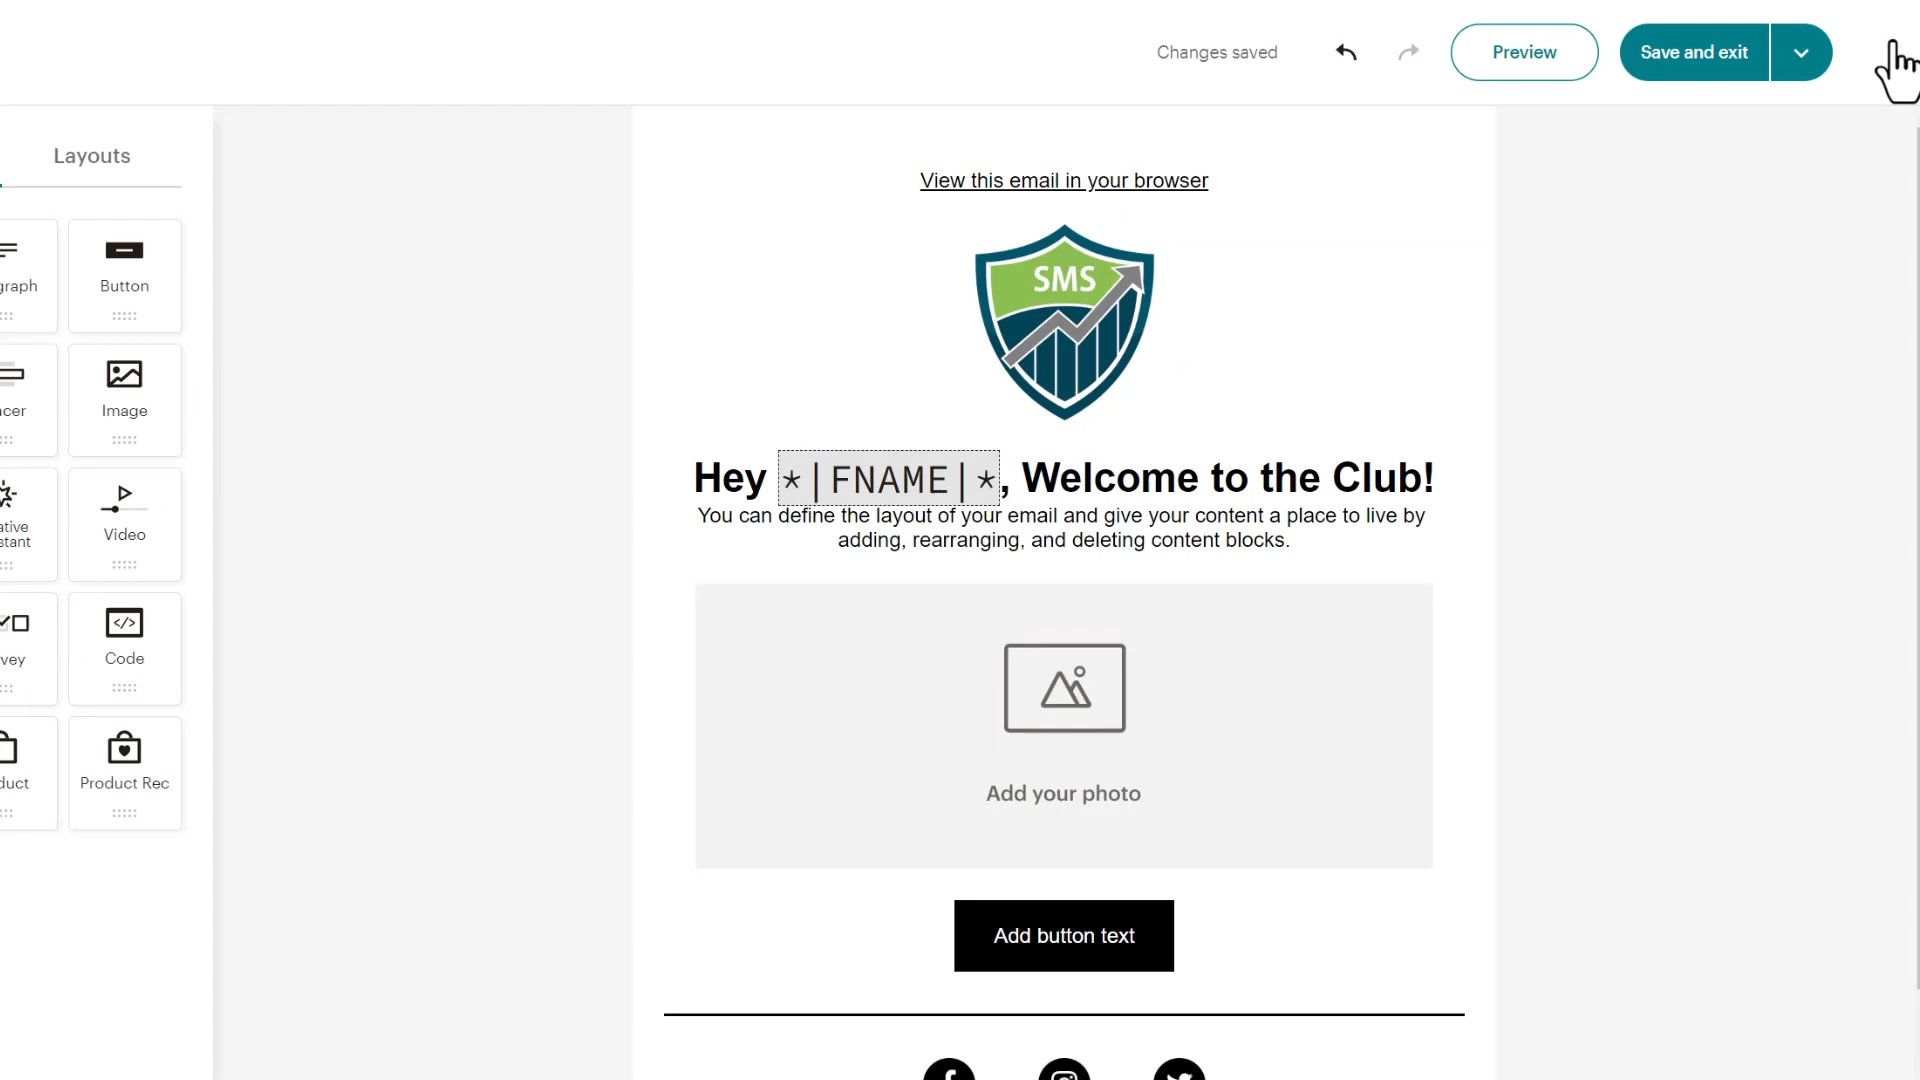 Changes saved
Preview
Save and exit
Layouts
graph
Button
acer
Image
ative
stant
Video
vey
Code
duct
Product Rec
View this email in your browser
SMS
Hey *|FNAME|*, Welcome to the Club!
You can define the layout of your email and give your content a place to live by
adding, rearranging, and deleting content blocks.
Add your photo
Add button text